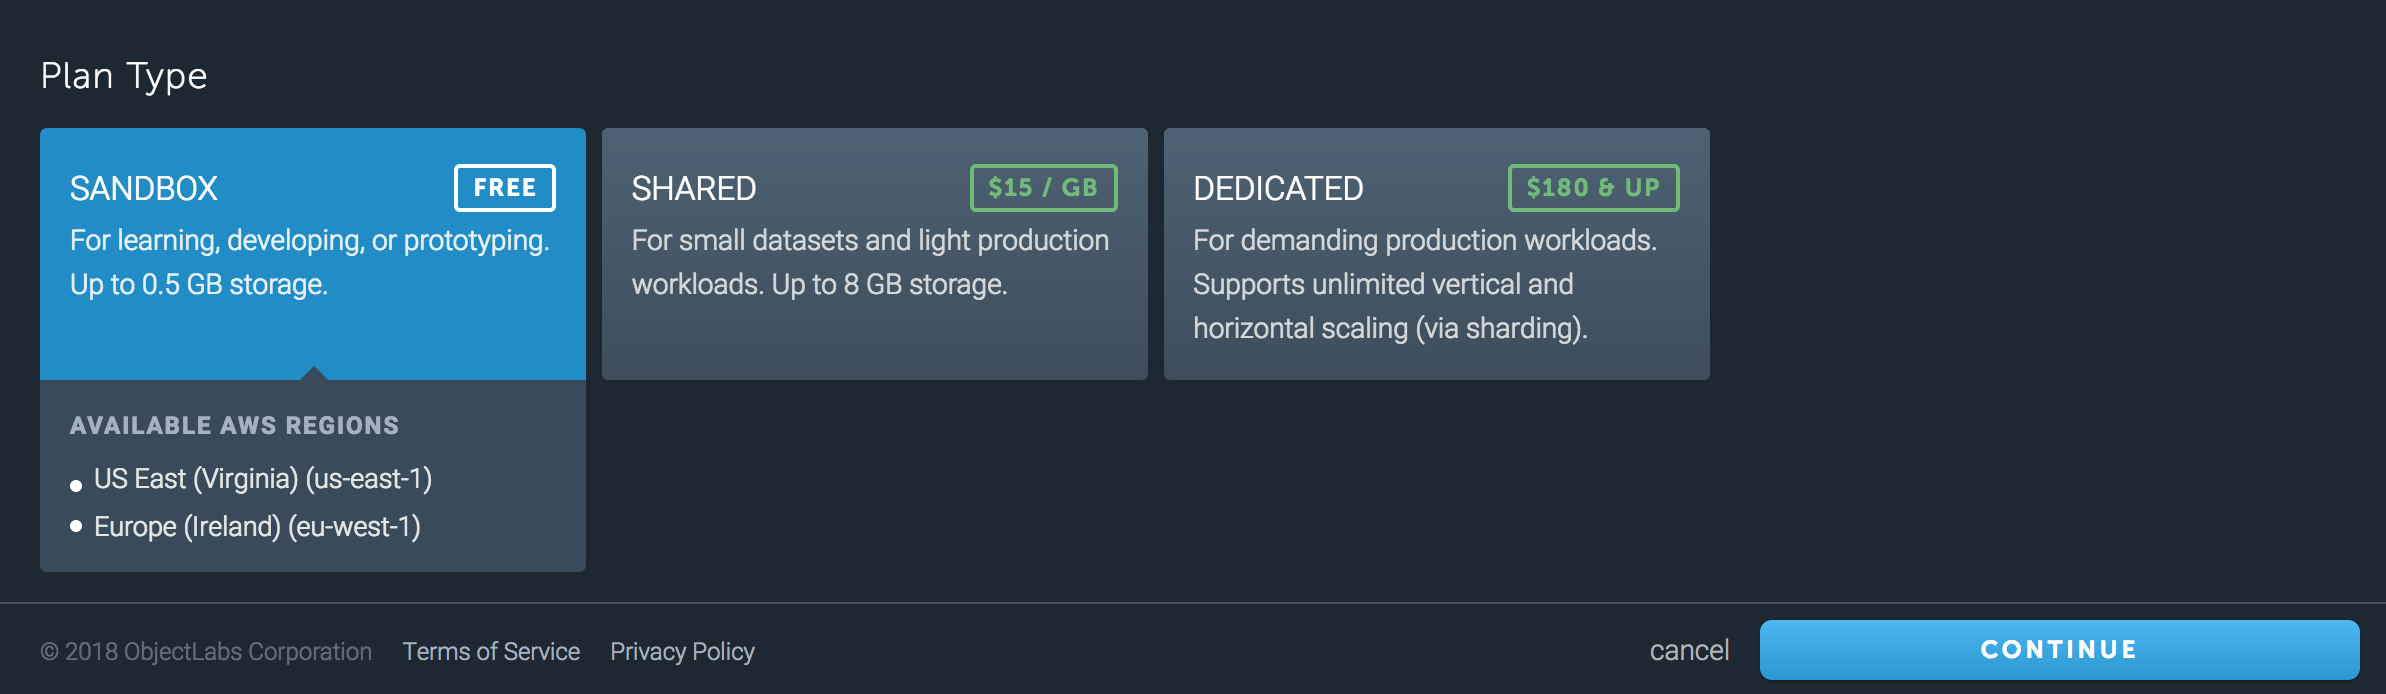 Plan Type
SANDBOX
FREE
For learning, developing, or prototyping.
Up to 0.5 GB storage.
AVAILABLE AWS REGIONS
US East (Virginia) (us-east-1)
Europe (Ireland) (eu-west-1)
SHARED
$15 / GB
For small datasets and light production
workloads. Up to 8 GB storage.
DEDICATED
$180 & UP
For demanding production workloads.
Supports unlimited vertical and
horizontal scaling (via sharding).
© 2018 ObjectLabs Corporation
Terms of Service
Privacy Policy
cancel
CONTINUE